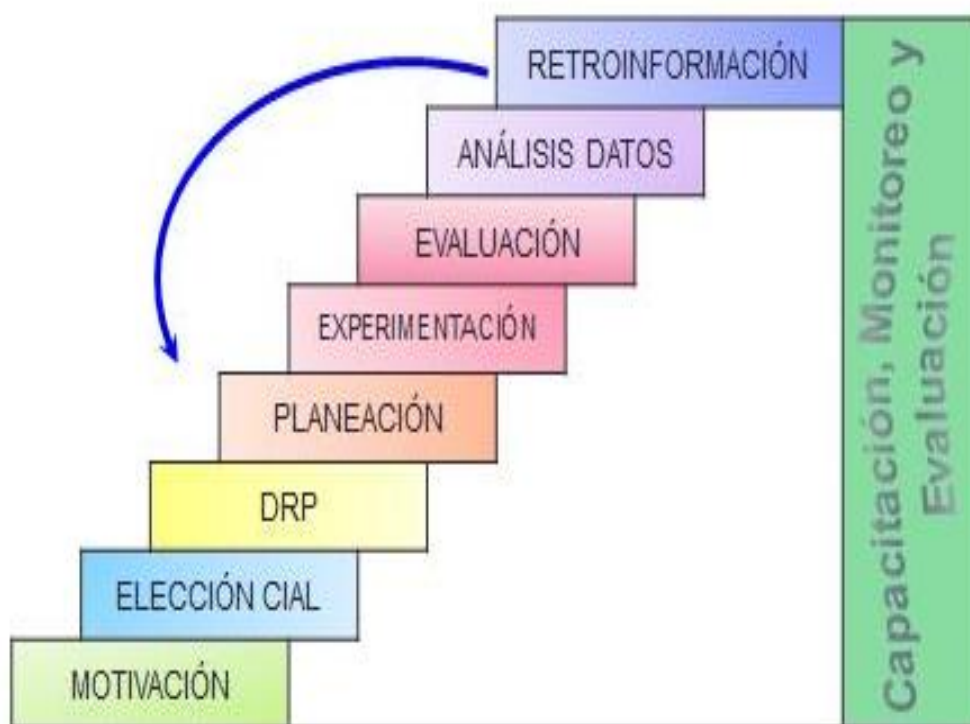 RETROINFORMACIÓN
ANÁLISIS DATOS
EVALUACIÓN
EXPERIMENTACIÓN
PLANEACIÓN
DRP
ELECCIÓN CIAL
MOTIVACIÓN
Capacitación, Monitoreo y
Evaluación